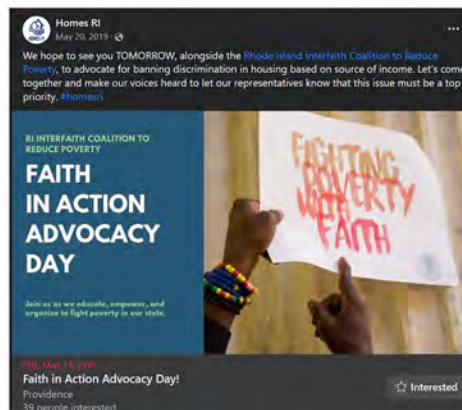 Homes RI
May 20, 2019 ·
We hope to see you TOMORROW, alongside the Rhode Island Interfaith Coalition to Reduce
Poverty, to advocate for banning discrimination in housing based on source of income. Let's come
together and make our voices heard to let our representatives know that this issue must be a top
priority. #homesri
RI INTERFAITH COALITION TO
REDUCE POVERTY
FAITH
IN ACTION
ADVOCACY
DAY
Join us as we educate, empower, and
organize to fight poverty in our state.
FIGHTING
POVERTY
WITH
FAITH
TUE, MAY 21, 2019
Faith in Action Advocacy Day!
Providence
39 people interested
Interested